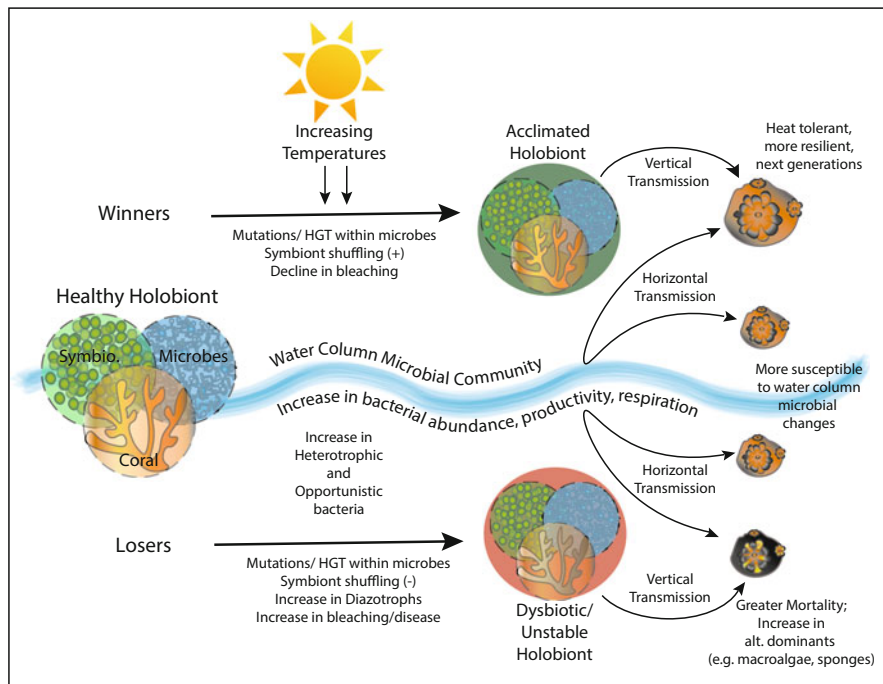 Increasing
Temperatures
Acclimated
Holobiont
Vertical
Transmission
Heat tolerant,
more resilient,
next generations
Winners
Mutations/ HGT within microbes
Symbiont shuffling (+)
Decline in bleaching
Horizontal
Transmission
Healthy Holobiont
Symbio.
Microbes
Coral
Water Column Microbial Community
Increase in bacterial abundance, productivity, respiration
More susceptible
to water column
microbial
changes
Increase in
Heterotrophic
and
Opportunistic
bacteria
Horizontal
Transmission
Losers
Mutations/ HGT within microbes
Symbiont shuffling (-)
Increase in Diazotrophs
Increase in bleaching/disease
Dysbiotic/
Unstable
Holobiont
Vertical
Transmission
Greater Mortality;
Increase in
alt. dominants
(e.g. macroalgae, sponges)